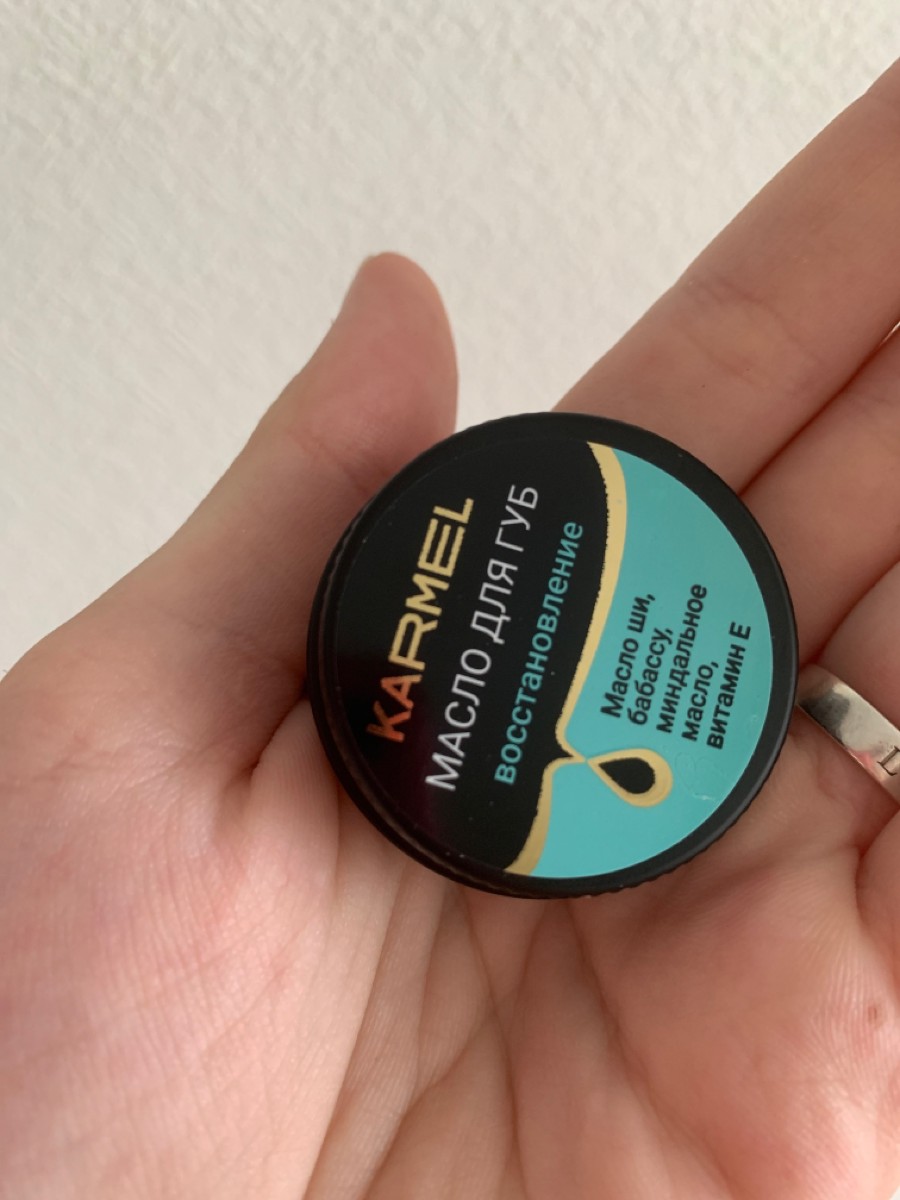 KARMEL
МАСЛО ДЛЯ ГУБ
восстановление
Масло ши,
бабассу,
миндальное
масло,
витамин Е